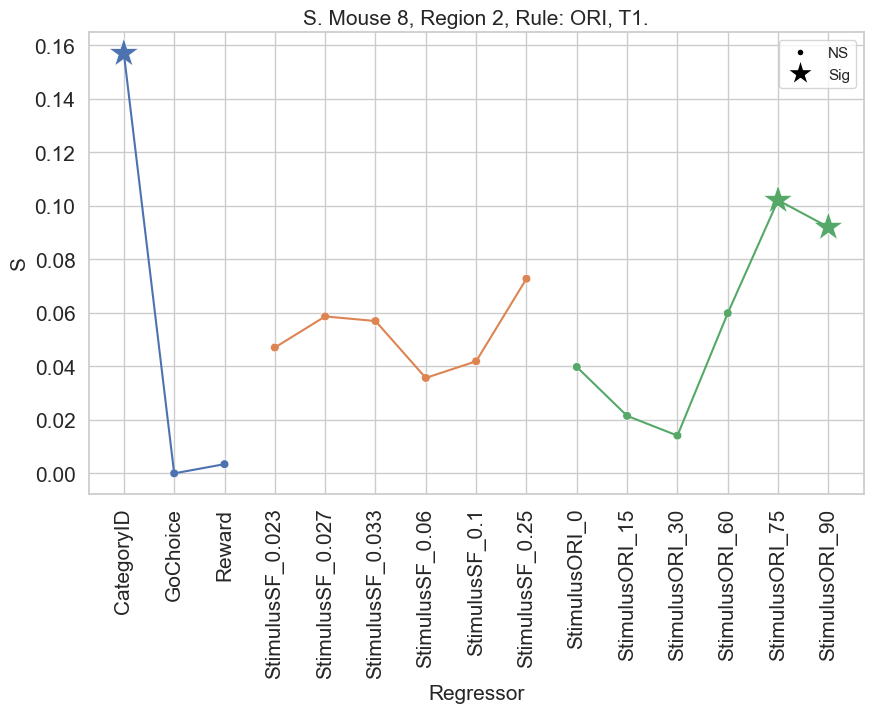 S. Mouse 8, Region 2, Rule: ORI, T1.
NS
Sig
S
0.16
0.14
0.12
0.10
0.08
0.06
0.04
0.02
0.00
CategoryID
GoChoice
Reward
StimulusSF_0.023
StimulusSF_0.027
StimulusSF_0.033
StimulusSF_0.06
StimulusSF_0.1
StimulusSF_0.25
StimulusORI_0
StimulusORI_15
StimulusORI_30
StimulusORI_60
StimulusORI_75
StimulusORI_90
Regressor